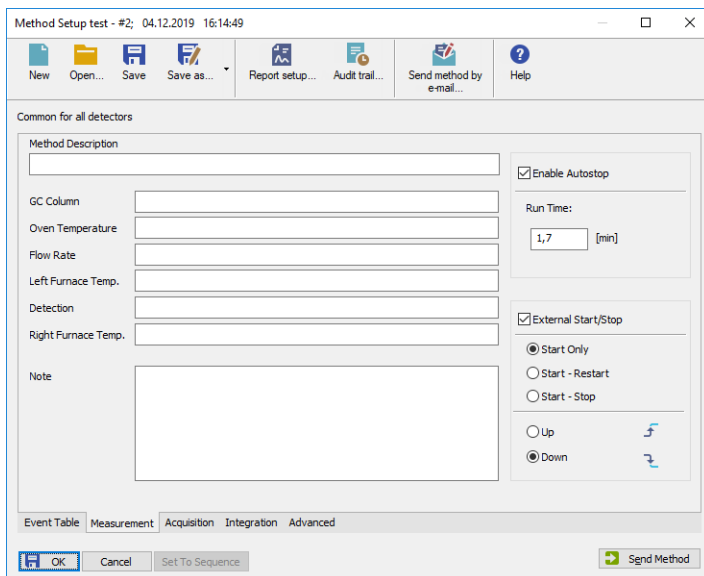 Method Setup test - #2; 04.12.2019 16:14:49
New Open... Save Save as... Report setup... Audit trail... Send method by e-mail... Help
Common for all detectors
Method Description
Enable Autostop
GC Column
Run Time:
Oven Temperature
1,7 [min]
Flow Rate
Left Furnace Temp.
Detection
External Start/Stop
Right Furnace Temp.
Start Only
Note
Start - Restart
Start - Stop
Up
Down
Event Table Measurement Acquisition Integration Advanced
OK Cancel Set To Sequence Send Method